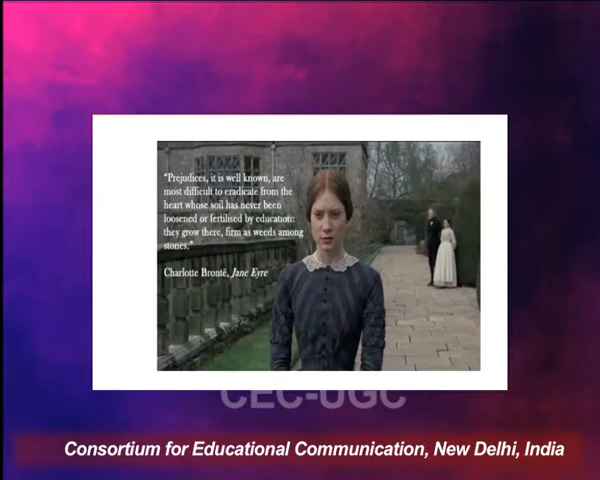 “Prejudices, it is well known, are
most difficult to eradicate from the
heart whose soil has never been
loosened or fertilised by education:
they grow there, firm as weeds among
stones.”
Charlotte Brontë, Jane Eyre
CEC-UGC
Consortium for Educational Communication, New Delhi, India